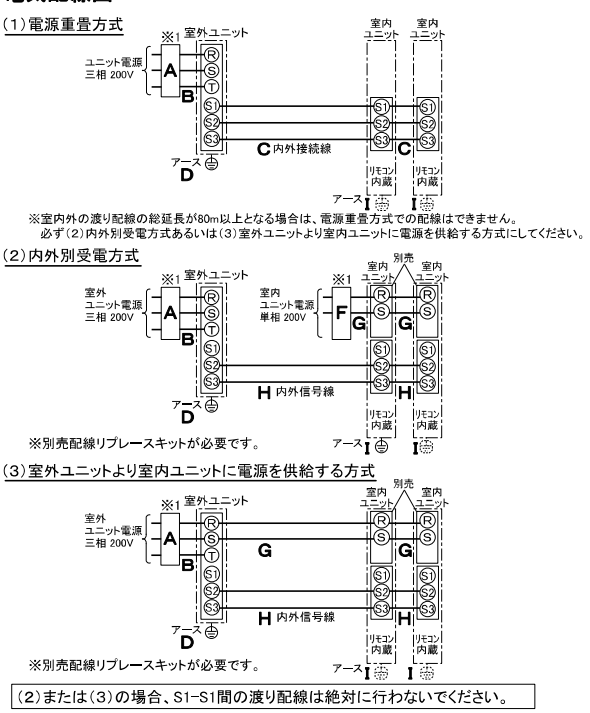 (1)電源重畳方式
※1
室外ユニット
室内
ユニット
室内
ユニット
ユニット電源
三相 200V
A
B
R
S
T
S1
S2
S3
S1
S2
S3
S1
S2
S3
C 内外接続線
C
アース
D
リモコン
内蔵
リモコン
内蔵
アース I
I
※室内外の渡り配線の総延長が80m以上となる場合は、電源重畳方式での配線はできません。
必ず(2)内外別受電方式あるいは(3)室外ユニットより室内ユニットに電源を供給する方式にしてください。
(2)内外別受電方式
※1
室外ユニット
※1
室内
ユニット
別売
室内
ユニット
室外
ユニット電源
三相 200V
A
B
R
S
T
S1
S2
S3
室内
ユニット電源
単相 200V
F
G
G
R
S
S1
S2
S3
R
S
S1
S2
S3
H 内外信号線
H
アース
D
リモコン
内蔵
リモコン
内蔵
※別売配線リプレースキットが必要です。
アース I
I
(3)室外ユニットより室内ユニットに電源を供給する方式
※1
室外ユニット
室内
ユニット
別売
室内
ユニット
室外
ユニット電源
三相 200V
A
B
R
S
T
S1
S2
S3
G
G
R
S
S1
S2
S3
R
S
S1
S2
S3
H 内外信号線
H
アース
D
リモコン
内蔵
リモコン
内蔵
※別売配線リプレースキットが必要です。
アース I
I
(2)または(3)の場合、S1-S1間の渡り配線は絶対に行わないでください。